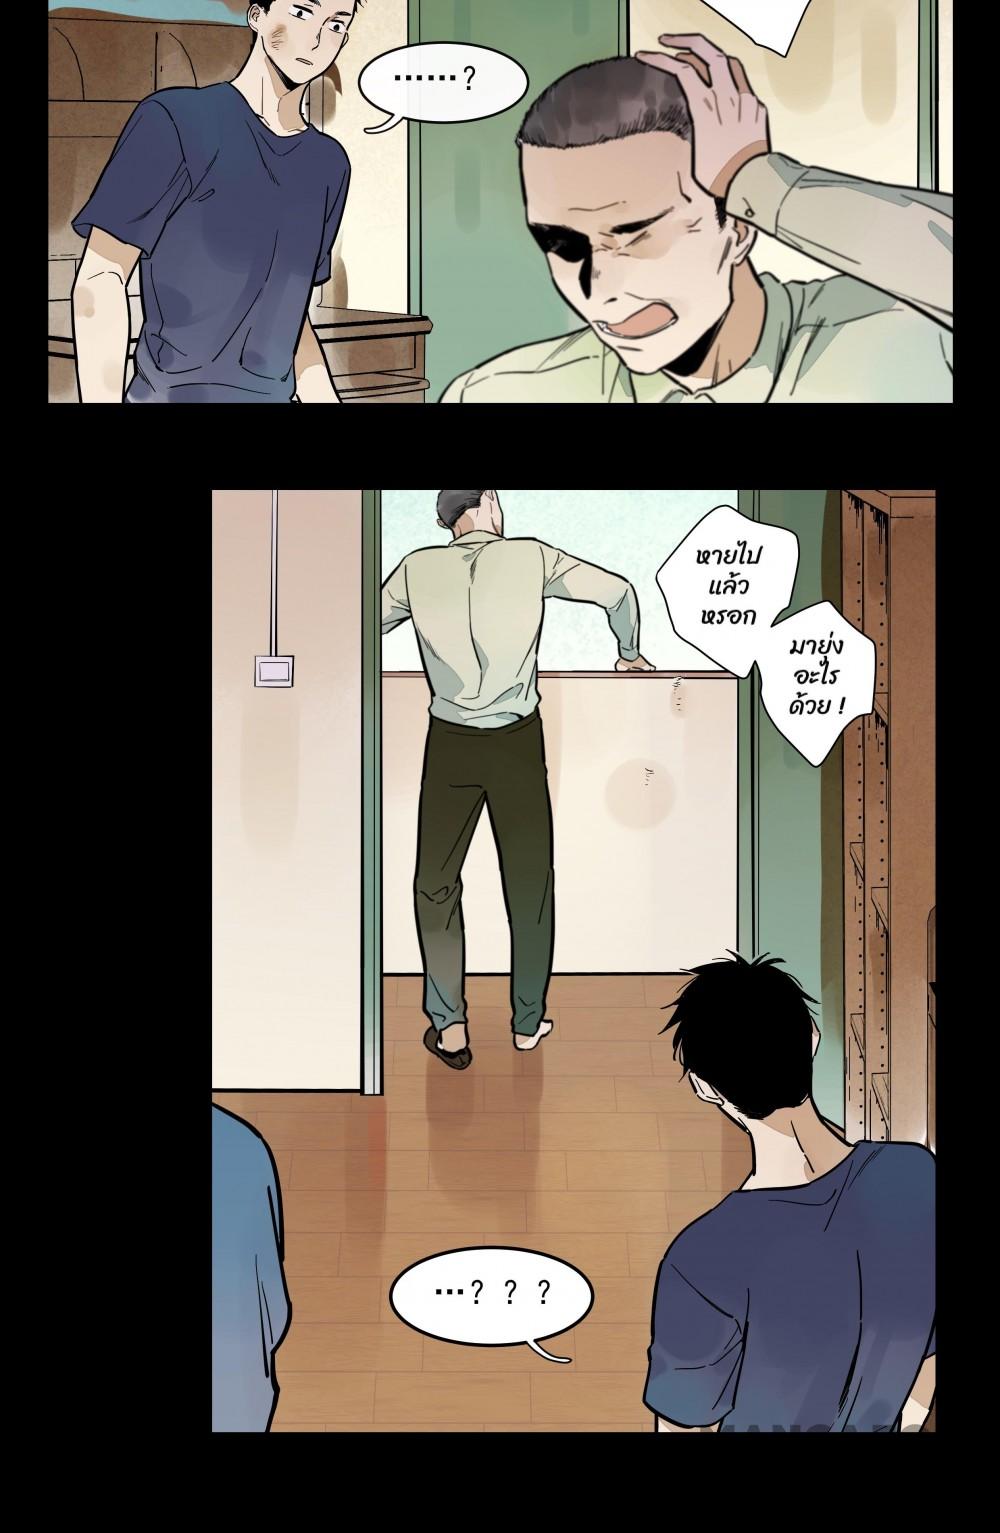 ……?
หายไป
แล้ว
หรอก
มายุ่ง
อะไร
ด้วย !
…? ? ?